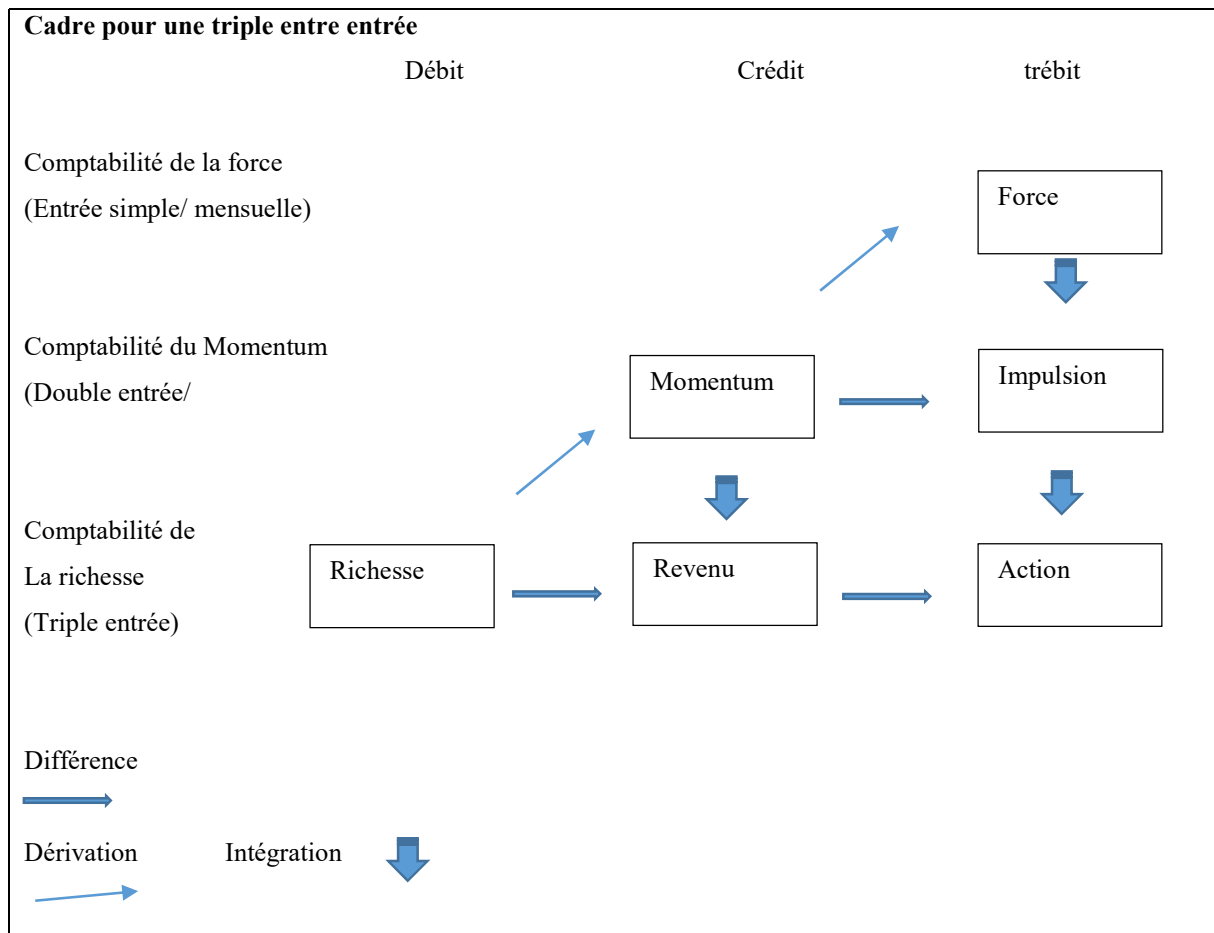 Cadre pour une triple entre entrée
Débit Crédit trébit
Comptabilité de la force
(Entrée simple/ mensuelle)
Force
Comptabilité du Momentum
(Double entrée/
Momentum
Impulsion
Comptabilité de
La richesse
(Triple entrée)
Richesse
Revenu
Action
Différence
Dérivation Intégration